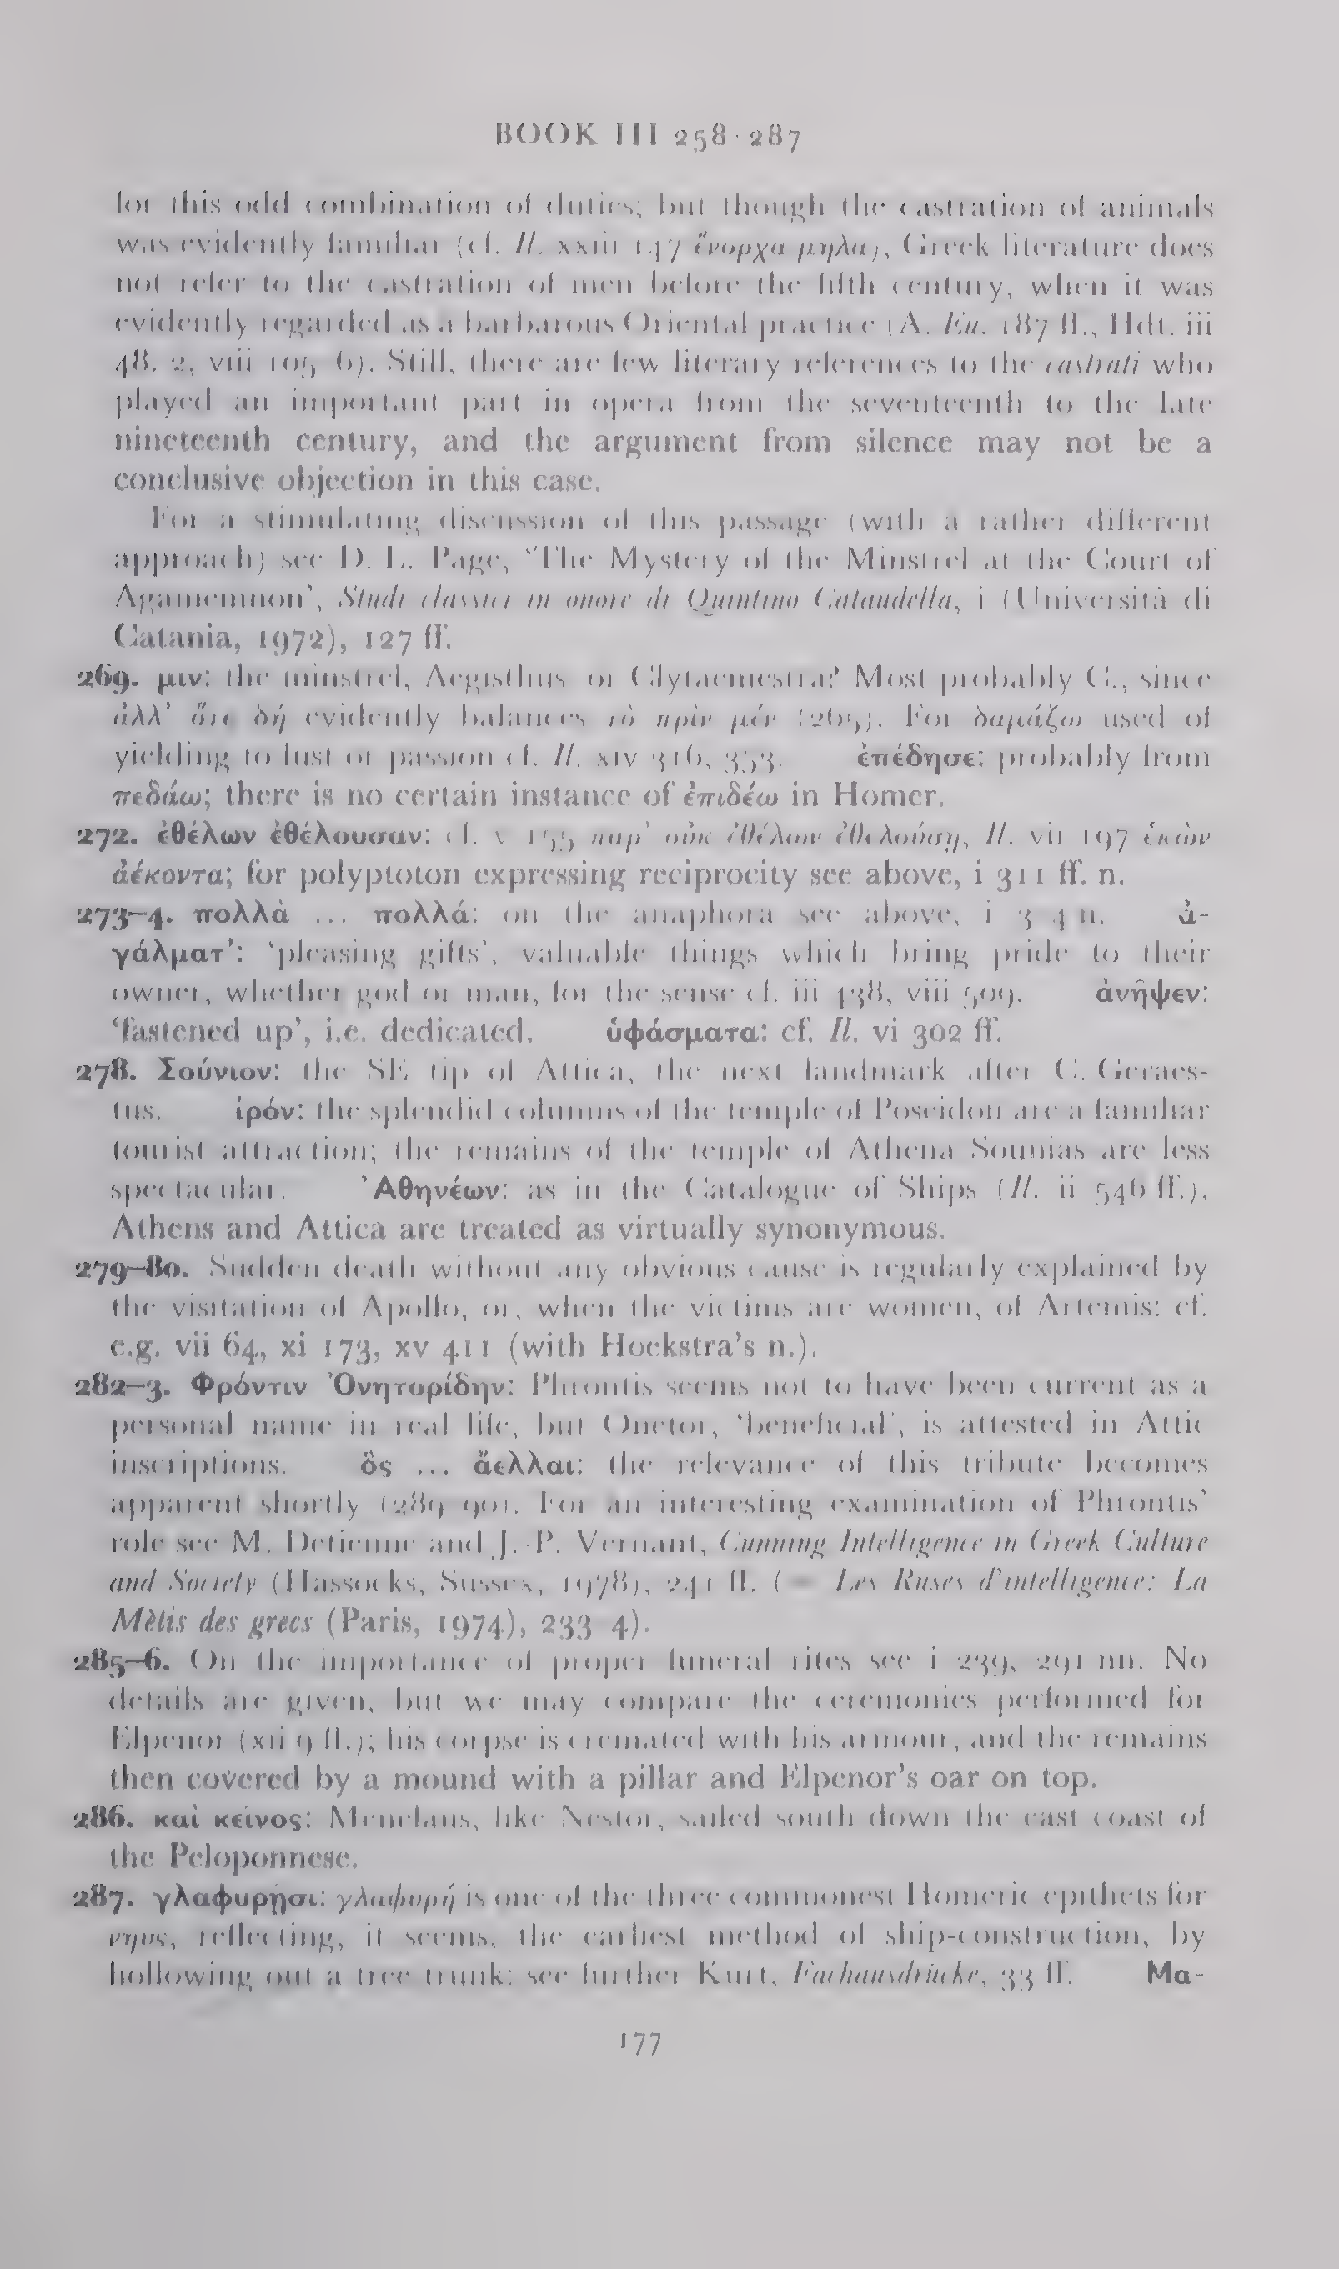 BOOK III 258-287
for this odd combination of duties; but though the castration of animals
was evidently familiar (cf. Il. xxiii 147 ἔνορχα μῆλα), Greek literature does
not refer to the castration of men before the fifth century, when it was
evidently regarded as a barbarous Oriental practice (A. Eu. 187 ff., Hdt. iii
48. 2, viii 105-6). Still, there are few literary references to the castrati who
played an important part in opera from the seventeenth to the late
nineteenth century, and the argument from silence may not be a
conclusive objection in this case.
For a stimulating discussion of this passage (with a rather different
approach) see D. L. Page, 'The Mystery of the Minstrel at the Court of
Agamemnon', Studi classici in onore di Quintino Cataudella, i (Università di
Catania, 1972), 127 ff.
269. μιν: the minstrel, Aegisthus, or Clytaemestra? Most probably C., since
ἀλλ' ὅτε δή evidently balances τὸ πρὶν μέν (265). For δαμάζω used of
yielding to lust or passion cf. Il. xiv 316, 353. ἐπέδησε: probably from
πεδάω; there is no certain instance of ἐπιδέω in Homer.
272. ἐθέλων ἐθέλουσαν: cf. v 155 παρ' οὐκ ἐθέλων ἐθελούσῃ, Il. vii 197 ἑκὼν
ἀέκοντα; for polyptoton expressing reciprocity see above, i 311 ff. n.
273–4. πολλὰ ... πολλά: on the anaphora see above, i 3-4 n. ἀ-
γάλματ': 'pleasing gifts', valuable things which bring pride to their
owner, whether god or man, for the sense cf. iii 438, viii 509. ἀνῆψεν:
'fastened up', i.e. dedicated. ὑφάσματα: cf. Il. vi 302 ff.
278. Σούνιον: the SE tip of Attica, the next landmark after C. Geraes-
tus. ἱρόν: the splendid columns of the temple of Poseidon are a familiar
tourist attraction; the remains of the temple of Athena Sounias are less
spectacular. Ἀθηνέων: as in the Catalogue of Ships (Il. ii 546 ff.),
Athens and Attica are treated as virtually synonymous.
279–80. Sudden death without any obvious cause is regularly explained by
the visitation of Apollo, or, when the victims are women, of Artemis: cf.
e.g. vii 64, xi 173, xv 411 (with Hoekstra's n.).
282–3. Φρόντιν Ὀνητορίδην: Phrontis seems not to have been current as a
personal name in real life, but Onetor, 'beneficial', is attested in Attic
inscriptions. ὃς ... ἄελλαι: the relevance of this tribute becomes
apparent shortly (289-90). For an interesting examination of Phrontis'
role see M. Detienne and J.-P. Vernant, Cunning Intelligence in Greek Culture
and Society (Hassocks, Sussex, 1978), 241 ff. (= Les Ruses d'intelligence: La
Mètis des grecs (Paris, 1974), 233-4).
285–6. On the importance of proper funeral rites see i 239, 291 nn. No
details are given, but we may compare the ceremonies performed for
Elpenor (xii 9 ff.); his corpse is cremated with his armour, and the remains
then covered by a mound with a pillar and Elpenor's oar on top.
286. καὶ κεῖνος: Menelaus, like Nestor, sailed south down the east coast of
the Peloponnese.
287. γλαφυρῇσι: γλαφυρή is one of the three commonest Homeric epithets for
νηῦς, reflecting, it seems, the earliest method of ship-construction, by
hollowing out a tree trunk: see further Kurt, Fachausdrücke, 33 ff. Μα-
177